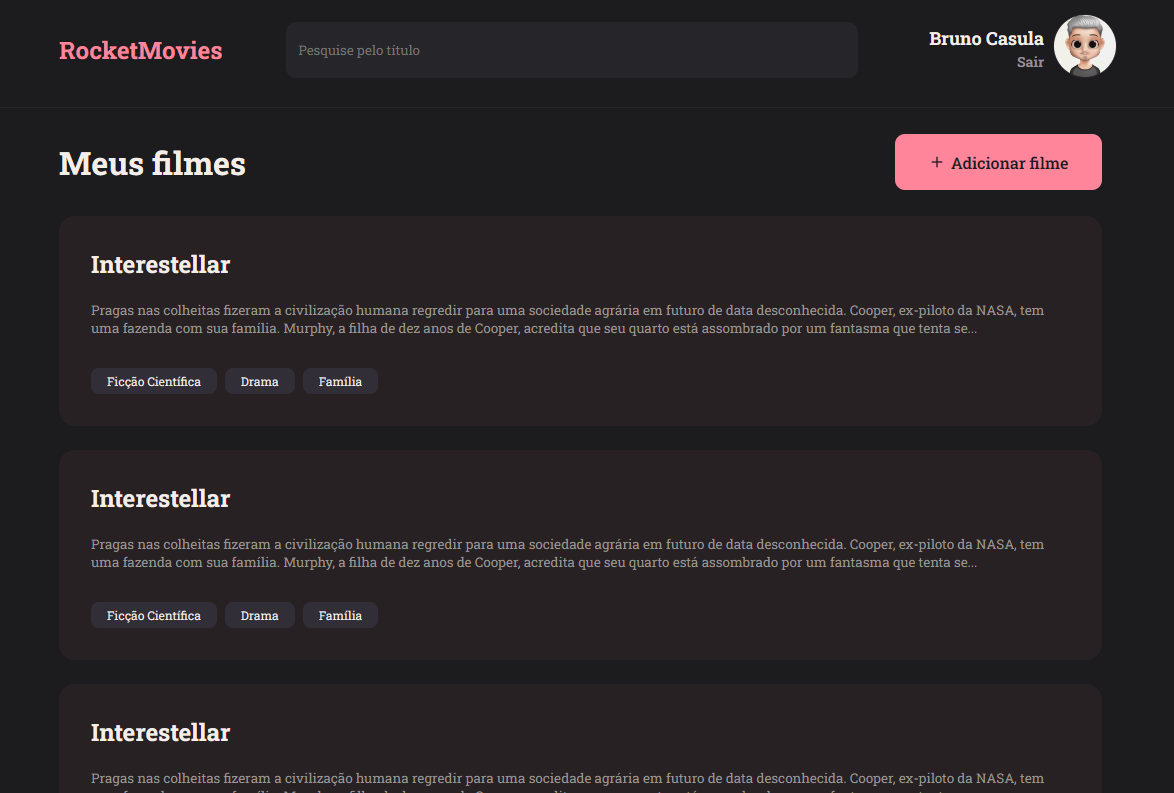 RocketMovies
Pesquise pelo título
Bruno Casula
Sair
Meus filmes
+ Adicionar filme
Interestellar
Pragas nas colheitas fizeram a civilização humana regredir para uma sociedade agrária em futuro de data desconhecida. Cooper, ex-piloto da NASA, tem
uma fazenda com sua família. Murphy, a filha de dez anos de Cooper, acredita que seu quarto está assombrado por um fantasma que tenta se...
Ficção Científica Drama Família
Interestellar
Pragas nas colheitas fizeram a civilização humana regredir para uma sociedade agrária em futuro de data desconhecida. Cooper, ex-piloto da NASA, tem
uma fazenda com sua família. Murphy, a filha de dez anos de Cooper, acredita que seu quarto está assombrado por um fantasma que tenta se...
Ficção Científica Drama Família
Interestellar
Pragas nas colheitas fizeram a civilização humana regredir para uma sociedade agrária em futuro de data desconhecida. Cooper, ex-piloto da NASA, tem